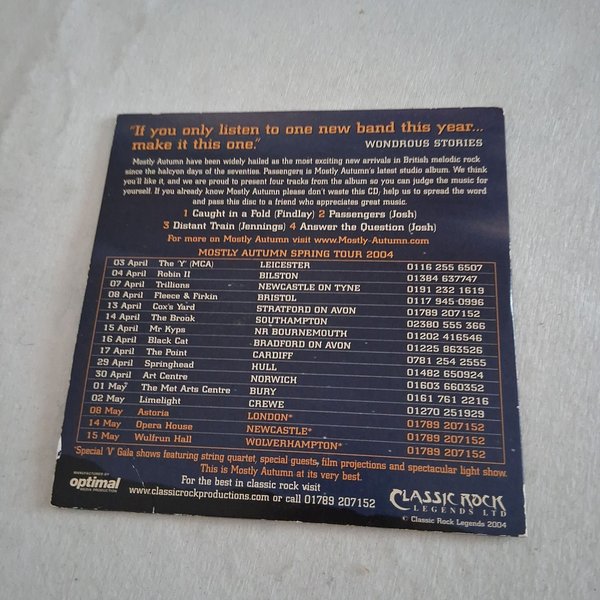 "If you only listen to one new band this year...
make it this one." WONDROUS STORIES
Mostly Autumn have been widely hailed as the most exciting new arrivals in British melodic rock
since the halcyon days of the seventies. Passengers is Mostly Autumn's latest studio album. We think
you'll like it, and we are proud to present four tracks from the album so you can judge the music for
yourself. If you already know Mostly Autumn please don't waste this CD; help us to spread the word
and pass this disc to a friend who appreciates great music.
1 Caught in a Fold (Findlay) 2 Passengers (Josh)
3 Distant Train (Jennings) 4 Answer the Question (Josh)
For more on Mostly Autumn visit www.Mostly-Autumn.com
MOSTLY AUTUMN SPRING TOUR 2004
03 April The 'Y' (MCA) LEICESTER 0116 255 6507
04 April Robin II BILSTON 01384 637747
07 April Trillions NEWCASTLE ON TYNE 0191 232 1619
08 April Fleece & Firkin BRISTOL 0117 945 0996
13 April Cox's Yard STRATFORD ON AVON 01789 207152
14 April The Brook SOUTHAMPTON 02380 555 366
15 April Mr Kyps NR BOURNEMOUTH 01202 416546
16 April Black Cat BRADFORD ON AVON 01225 863526
17 April The Point CARDIFF 0781 254 2555
29 April Springhead HULL 01482 650924
30 April Art Centre NORWICH 01603 660352
01 May The Met Arts Centre BURY 0161 761 2216
02 May Limelight CREWE 01270 251929
08 May Astoria LONDON* 01789 207152
14 May Opera House NEWCASTLE* 01789 207152
15 May Wulfrun Hall WOLVERHAMPTON* 01789 207152
*Special 'V' Gala shows featuring string quartet, special guests, film projections and spectacular light show.
This is Mostly Autumn at its very best.
For the best in classic rock visit
www.classicrockproductions.com or call 01789 207152
MANUFACTURED BY
optimal
MEDIA PRODUCTION
CLASSIC ROCK
LEGENDS LTD
© Classic Rock Legends 2004